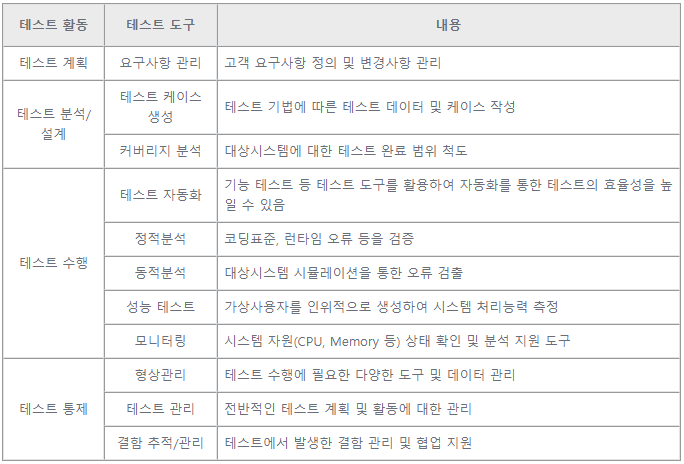 테스트 활동 테스트 도구 내용
테스트 계획 요구사항 관리 고객 요구사항 정의 및 변경사항 관리
테스트 분석/
설계
테스트 케이스
생성
테스트 기법에 따른 테스트 데이터 및 케이스 작성
커버리지 분석 대상시스템에 대한 테스트 완료 범위 척도
테스트 수행
테스트 자동화
기능 테스트 등 테스트 도구를 활용하여 자동화를 통한 테스트의 효율성을 높
일 수 있음
정적분석 코딩표준, 런타임 오류 등을 검증
동적분석 대상시스템 시뮬레이션을 통한 오류 검출
성능 테스트 가상사용자를 인위적으로 생성하여 시스템 처리능력 측정
모니터링 시스템 자원(CPU, Memory 등) 상태 확인 및 분석 지원 도구
테스트 통제
형상관리 테스트 수행에 필요한 다양한 도구 및 데이터 관리
테스트 관리 전반적인 테스트 계획 및 활동에 대한 관리
결함 추적/관리 테스트에서 발생한 결함 관리 및 협업 지원